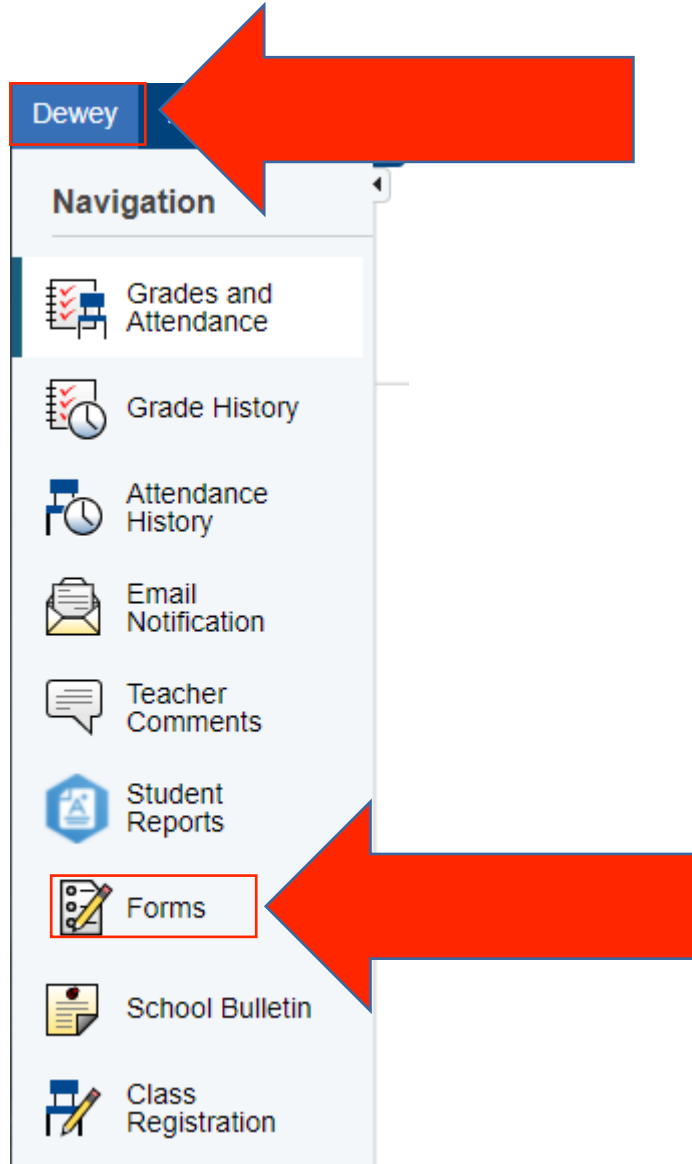 Dewey
Navigation
Grades and
Attendance
Grade History
Attendance
History
Email
Notification
Teacher
Comments
Student
Reports
Forms
School Bulletin
Class
Registration